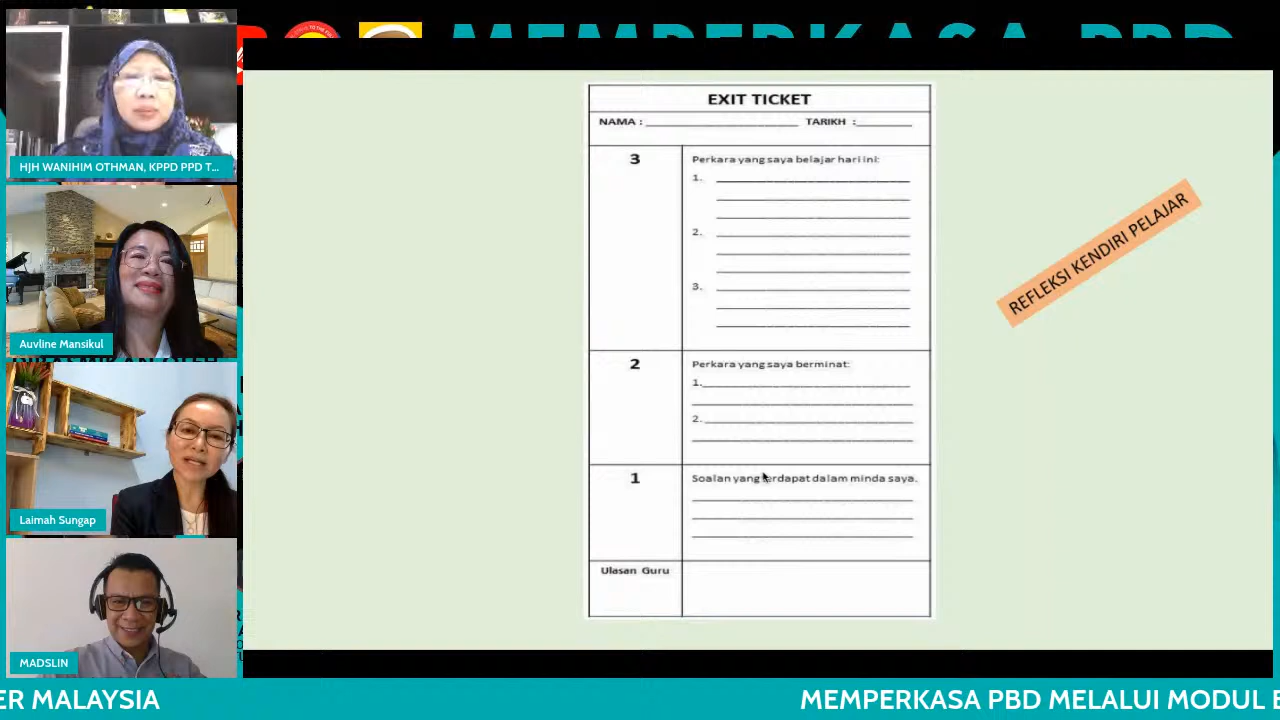 MEMPERKASA PBD
HJH WANIHIM OTHMAN, KPPD PPD T...
Auvline Mansikul
Laimah Sungap
MADSLIN
EXIT TICKET
NAMA : TARIKH :
3
Perkara yang saya belajar hari ini:
1.
2.
3.
2
Perkara yang saya berminat:
1.
2.
1
Soalan yang terdapat dalam minda saya.
Ulasan Guru
REFLEKSI KENDIRI PELAJAR
ER MALAYSIA
MEMPERKASA PBD MELALUI MODUL